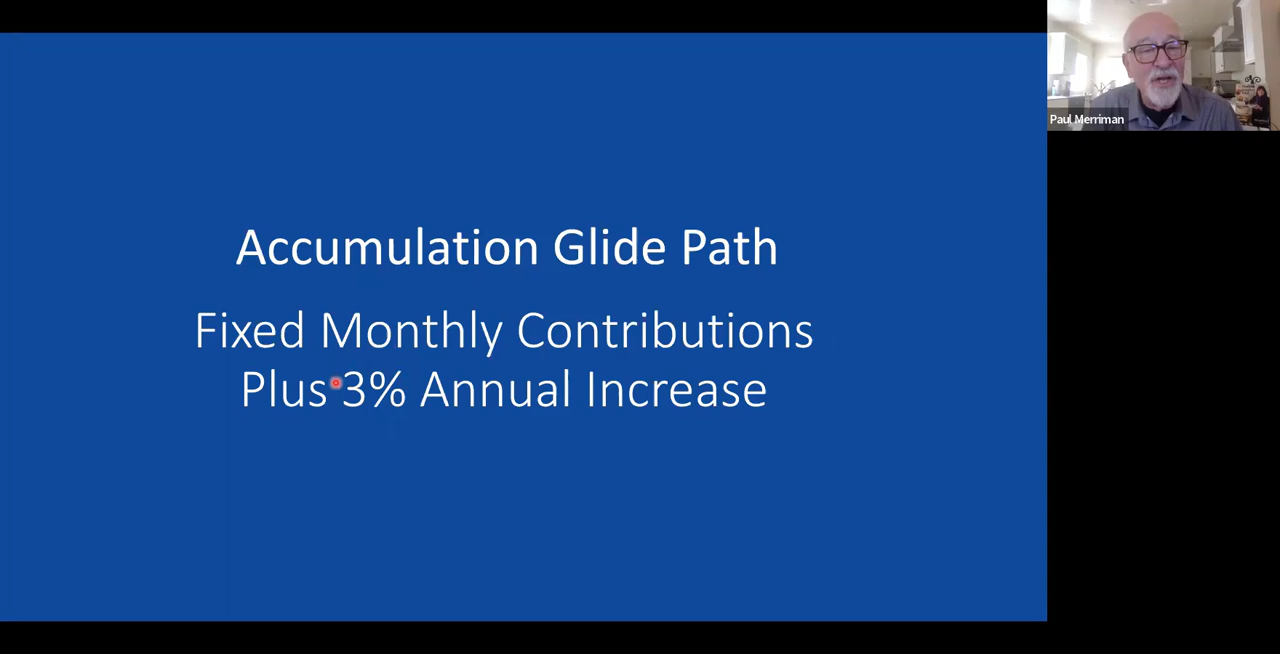 Accumulation Glide Path
Fixed Monthly Contributions
Plus 3% Annual Increase
Paul Merriman